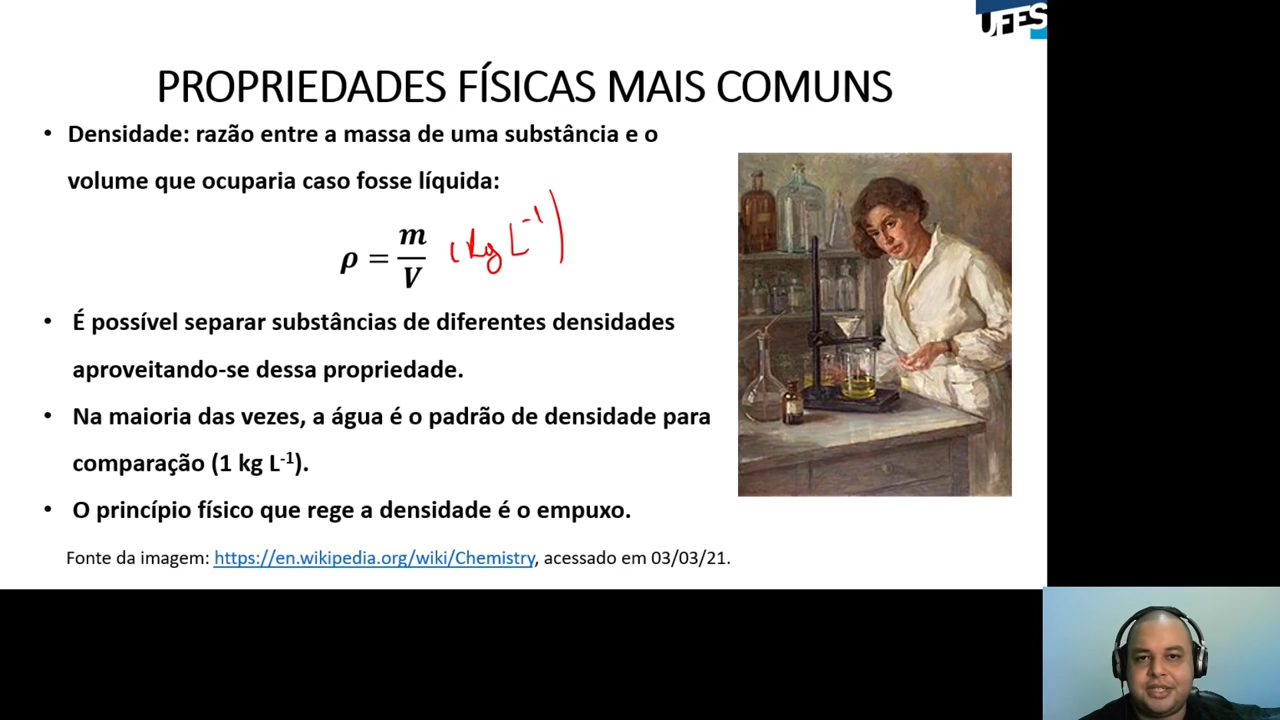 UFES
PROPRIEDADES FÍSICAS MAIS COMUNS
• Densidade: razão entre a massa de uma substância e o
volume que ocuparia caso fosse líquida:
ρ = m/V (kg L⁻¹)
• É possível separar substâncias de diferentes densidades
aproveitando-se dessa propriedade.
• Na maioria das vezes, a água é o padrão de densidade para
comparação (1 kg L⁻¹).
• O princípio físico que rege a densidade é o empuxo.
Fonte da imagem: https://en.wikipedia.org/wiki/Chemistry, acessado em 03/03/21.